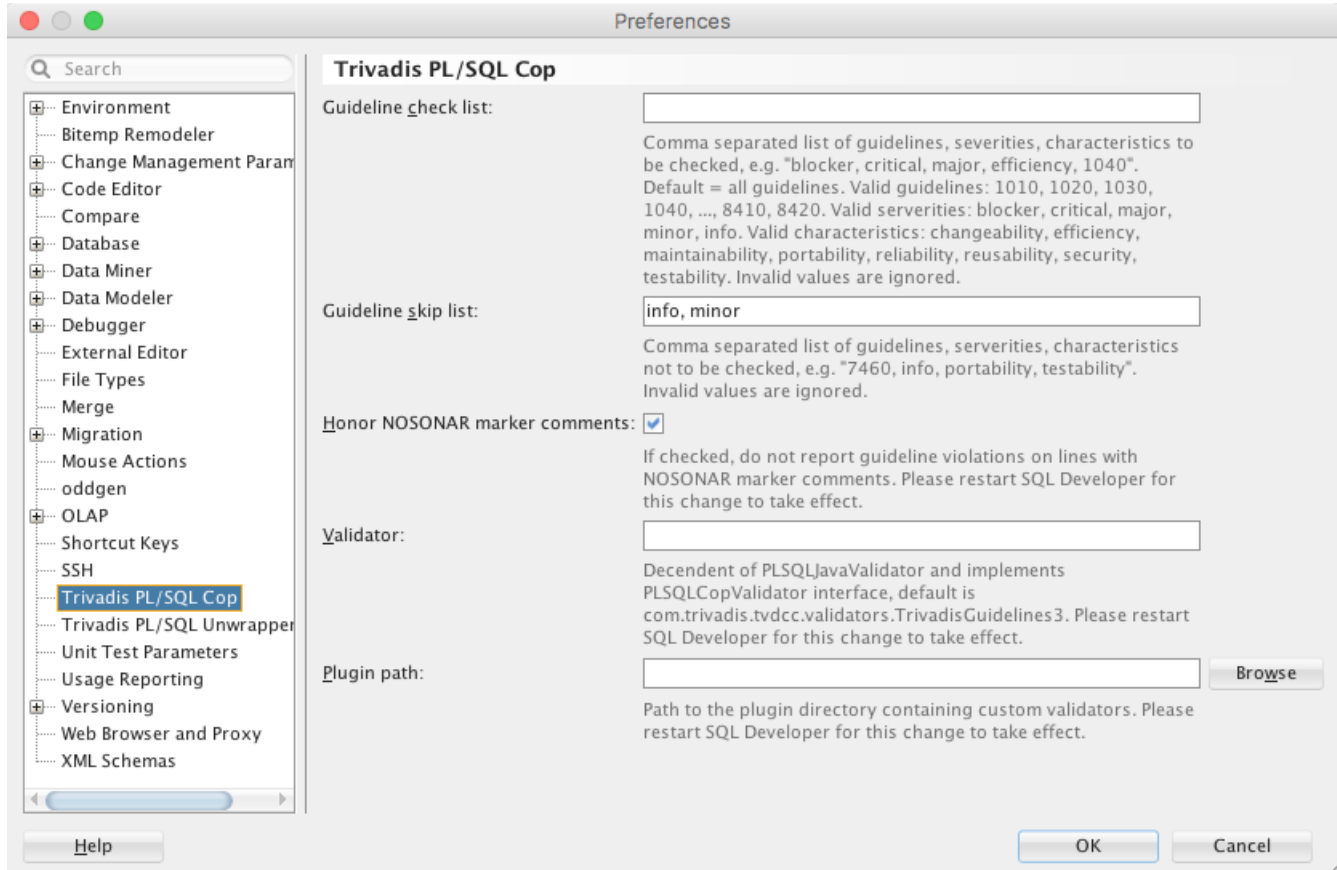 Preferences
Search
Environment
Bitemp Remodeler
Change Management Param
Code Editor
Compare
Database
Data Miner
Data Modeler
Debugger
External Editor
File Types
Merge
Migration
Mouse Actions
oddgen
OLAP
Shortcut Keys
SSH
Trivadis PL/SQL Cop
Trivadis PL/SQL Unwrapper
Unit Test Parameters
Usage Reporting
Versioning
Web Browser and Proxy
XML Schemas
Trivadis PL/SQL Cop
Guideline check list:
Comma separated list of guidelines, severities, characteristics to
be checked, e.g. "blocker, critical, major, efficiency, 1040".
Default = all guidelines. Valid guidelines: 1010, 1020, 1030,
1040, ..., 8410, 8420. Valid serverities: blocker, critical, major,
minor, info. Valid characteristics: changeability, efficiency,
maintainability, portability, reliability, reusability, security,
testability. Invalid values are ignored.
Guideline skip list:
info, minor
Comma separated list of guidelines, serverities, characteristics
not to be checked, e.g. "7460, info, portability, testability".
Invalid values are ignored.
Honor NOSONAR marker comments:
If checked, do not report guideline violations on lines with
NOSONAR marker comments. Please restart SQL Developer for
this change to take effect.
Validator:
Decendent of PLSQLJavaValidator and implements
PLSQLCopValidator interface, default is
com.trivadis.tvdcc.validators.TrivadisGuidelines3. Please restart
SQL Developer for this change to take effect.
Plugin path:
Browse
Path to the plugin directory containing custom validators. Please
restart SQL Developer for this change to take effect.
Help
OK
Cancel